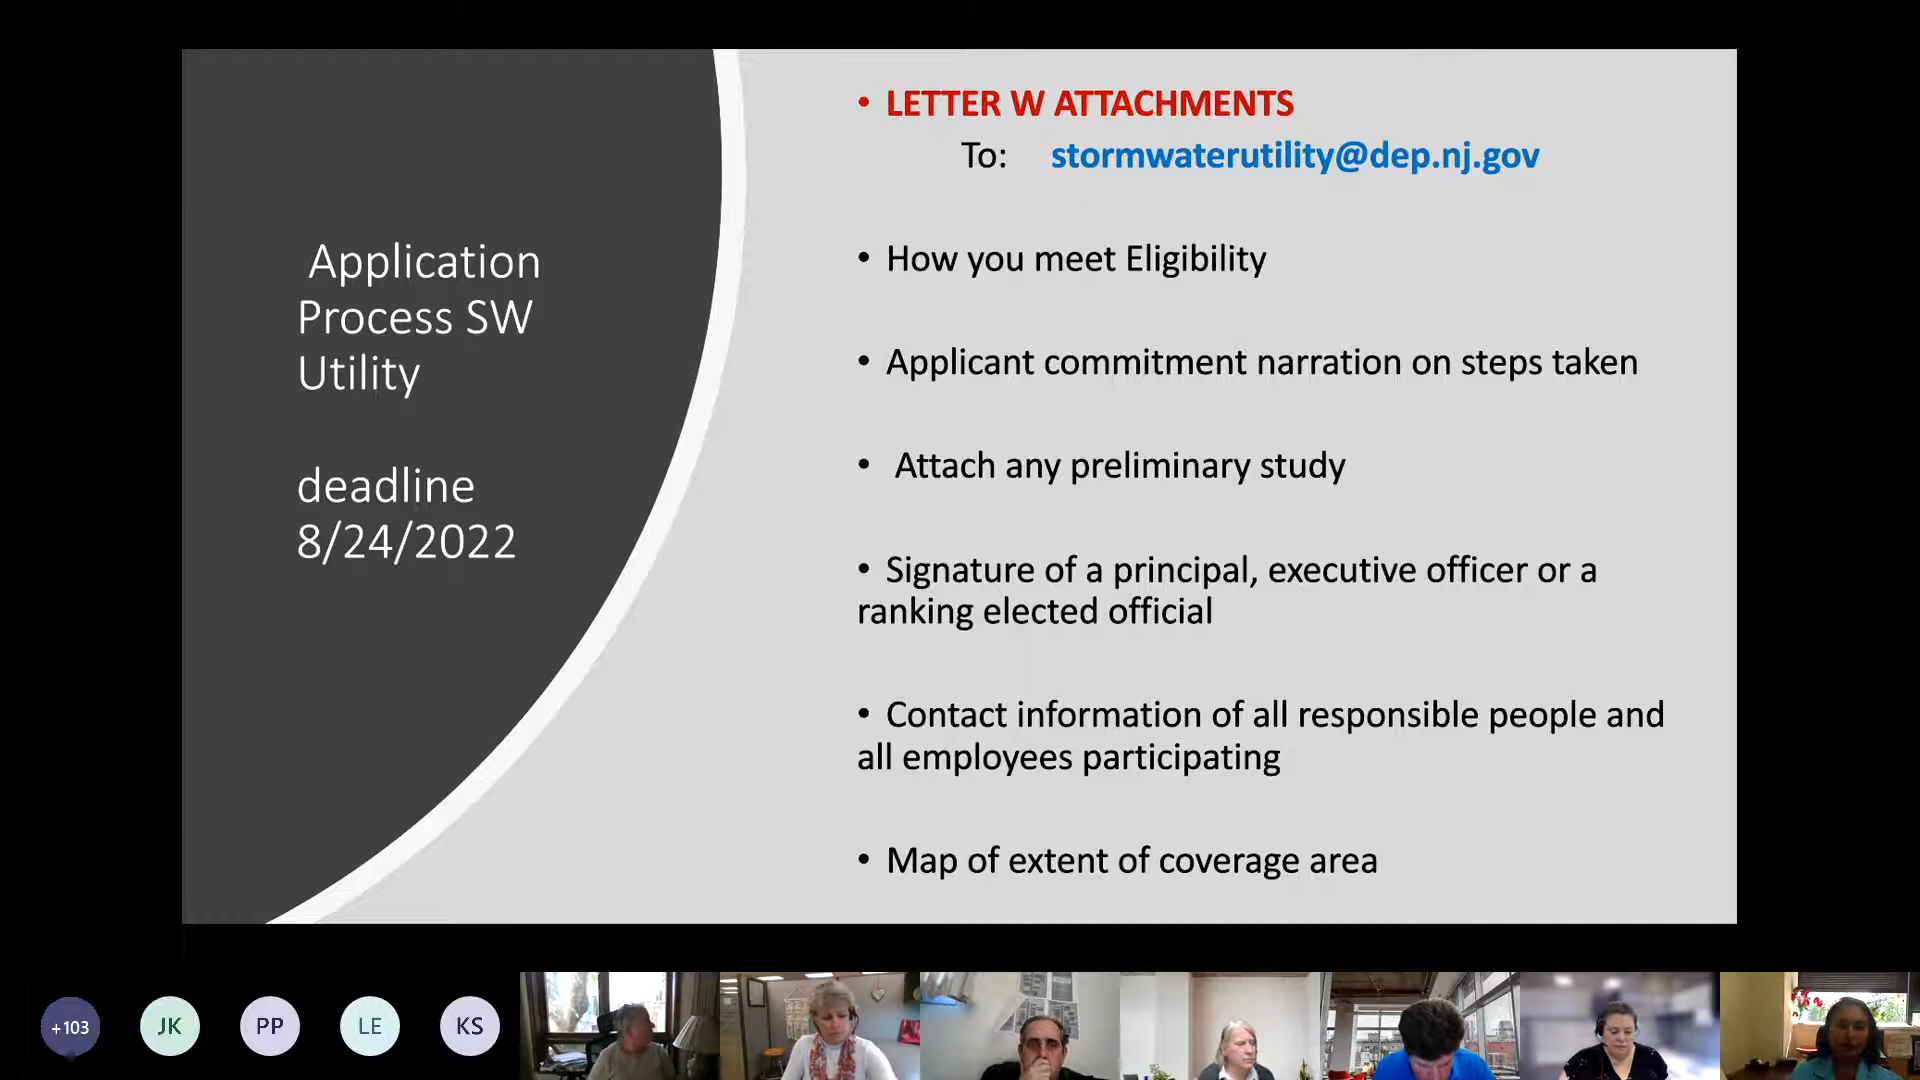 Application
Process SW
Utility
deadline
8/24/2022
• LETTER W ATTACHMENTS
To: stormwaterutility@dep.nj.gov
• How you meet Eligibility
• Applicant commitment narration on steps taken
• Attach any preliminary study
• Signature of a principal, executive officer or a
ranking elected official
• Contact information of all responsible people and
all employees participating
• Map of extent of coverage area
+103
JK
PP
LE
KS